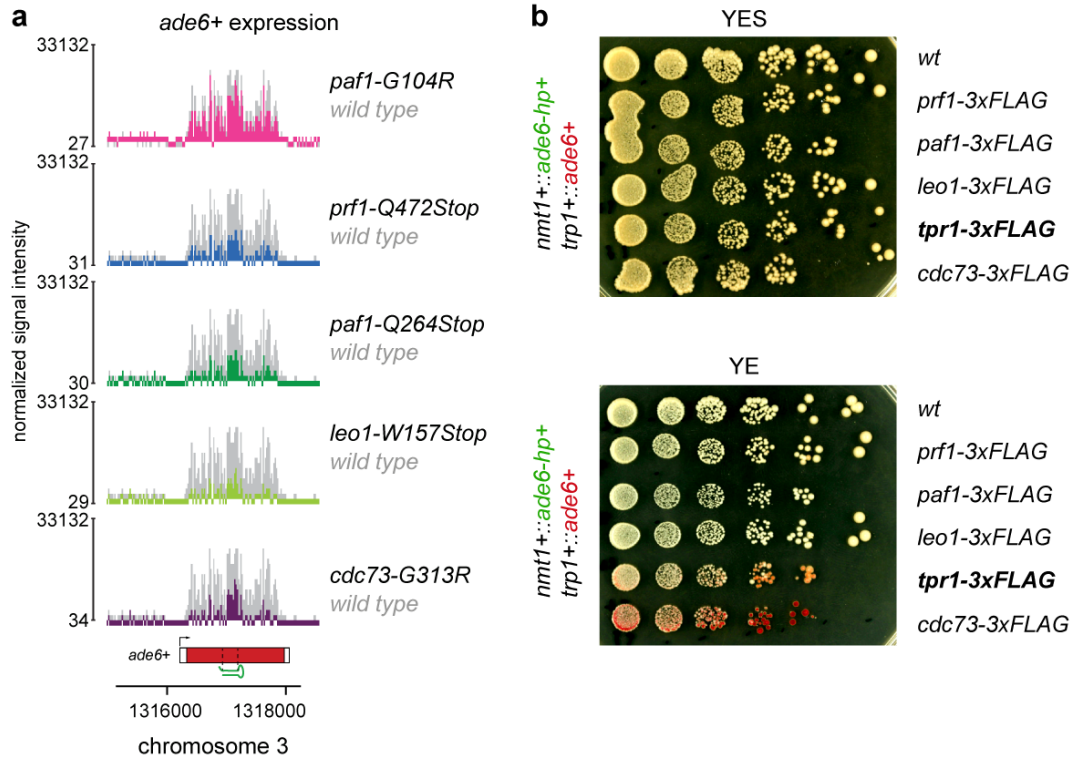 a
ade6+ expression
normalized signal intensity
33132
27
paf1-G104R
wild type
33132
31
prf1-Q472Stop
wild type
33132
30
paf1-Q264Stop
wild type
33132
29
leo1-W157Stop
wild type
33132
34
cdc73-G313R
wild type
ade6+
1316000 1318000
chromosome 3
b
YES
nmt1+::ade6-hp+
trp1+::ade6+
wt
prf1-3xFLAG
paf1-3xFLAG
leo1-3xFLAG
tpr1-3xFLAG
cdc73-3xFLAG
YE
nmt1+::ade6-hp+
trp1+::ade6+
wt
prf1-3xFLAG
paf1-3xFLAG
leo1-3xFLAG
tpr1-3xFLAG
cdc73-3xFLAG